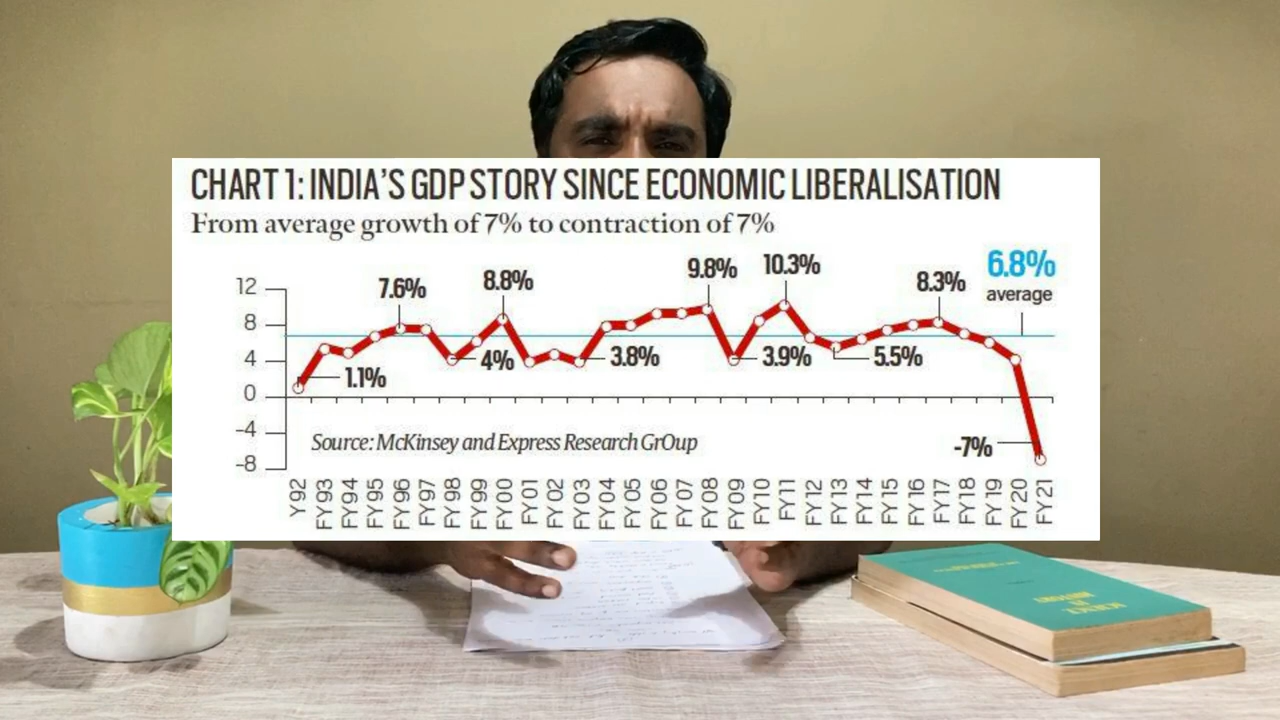 CHART 1: INDIA'S GDP STORY SINCE ECONOMIC LIBERALISATION
From average growth of 7% to contraction of 7%
12
8
4
0
-4
-8
1.1%
7.6%
4%
8.8%
3.8%
9.8%
3.9%
10.3%
5.5%
8.3%
6.8%
average
-7%
Source: McKinsey and Express Research GrOup
Y92
FY93
FY94
FY95
FY96
FY97
FY98
FY99
FY00
FY01
FY02
FY03
FY04
FY05
FY06
FY07
FY08
FY09
FY10
FY11
FY12
FY13
FY14
FY15
FY16
FY17
FY18
FY19
FY20
FY21